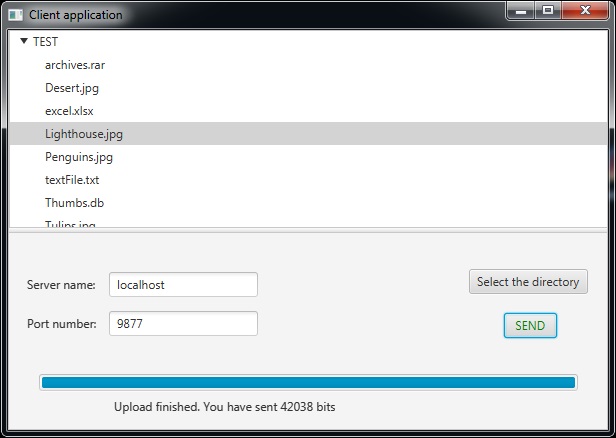 Client application
TEST
archives.rar
Desert.jpg
excel.xlsx
Lighthouse.jpg
Penguins.jpg
textFile.txt
Thumbs.db
Tulips.jpg
Server name: localhost
Select the directory
Port number: 9877
SEND
Upload finished. You have sent 42038 bits